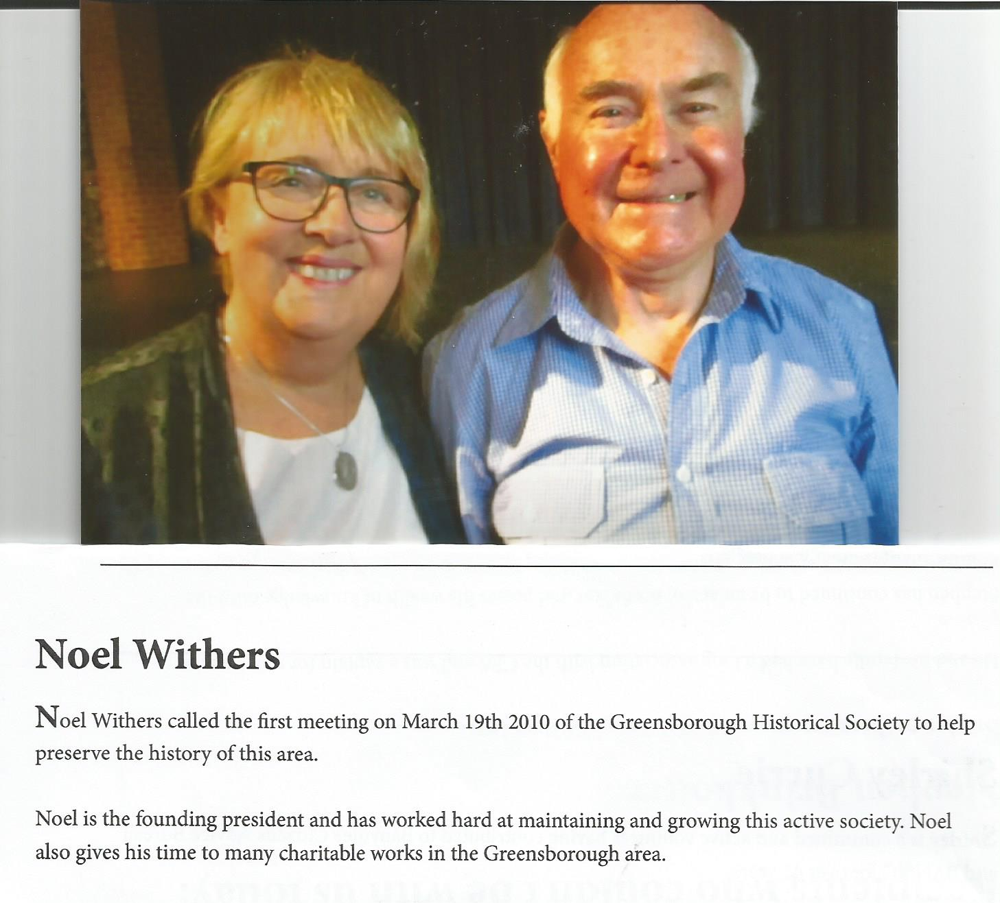 Noel Withers
Noel Withers called the first meeting on March 19th 2010 of the Greensborough Historical Society to help
preserve the history of this area.
Noel is the founding president and has worked hard at maintaining and growing this active society. Noel
also gives his time to many charitable works in the Greensborough area.